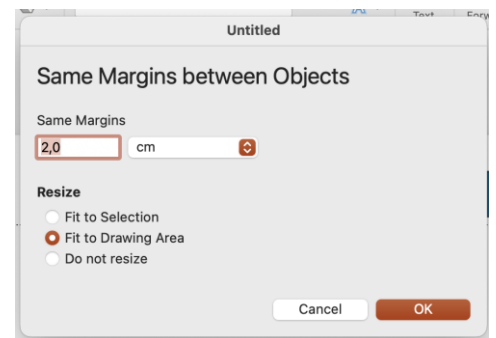 Text
Untitled
Same Margins between Objects
Same Margins
2,0 cm
Resize
Fit to Selection
Fit to Drawing Area
Do not resize
Cancel OK